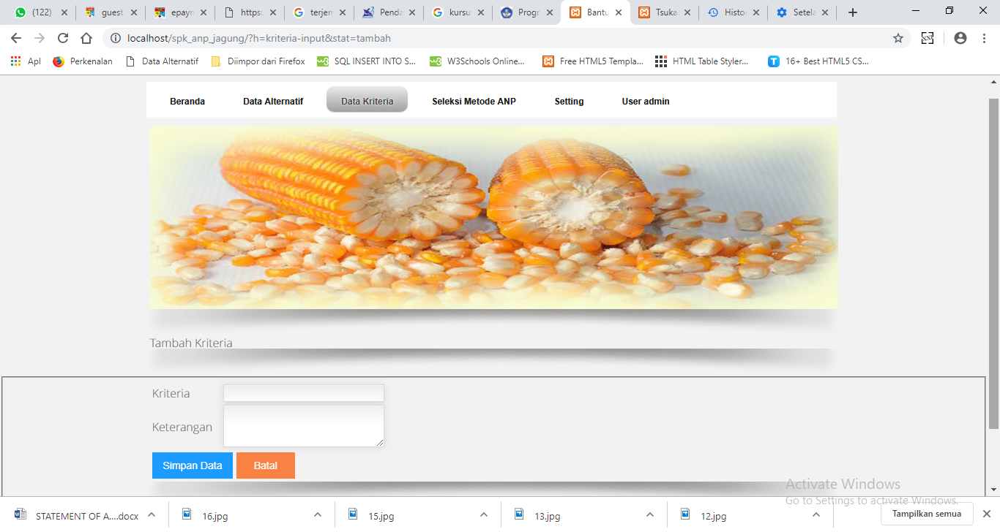 (122) guest epayn https: terjem Penda kursu Progr Bantu Tsuka Histo Setela
localhost/spk_anp_jagung/?h=kriteria-input&stat=tambah
Apl Perkenalan Data Alternatif Diimpor dari Firefox SQL INSERT INTO S... W3Schools Online... Free HTML5 Templa... HTML Table Styler... 16+ Best HTML5 CS...
Beranda Data Alternatif Data Kriteria Seleksi Metode ANP Setting User admin
Tambah Kriteria
Kriteria
Keterangan
Simpan Data Batal
Activate Windows
Go to Settings to activate Windows.
STATEMENT OF A....docx 16.jpg 15.jpg 13.jpg 12.jpg Tampilkan semua